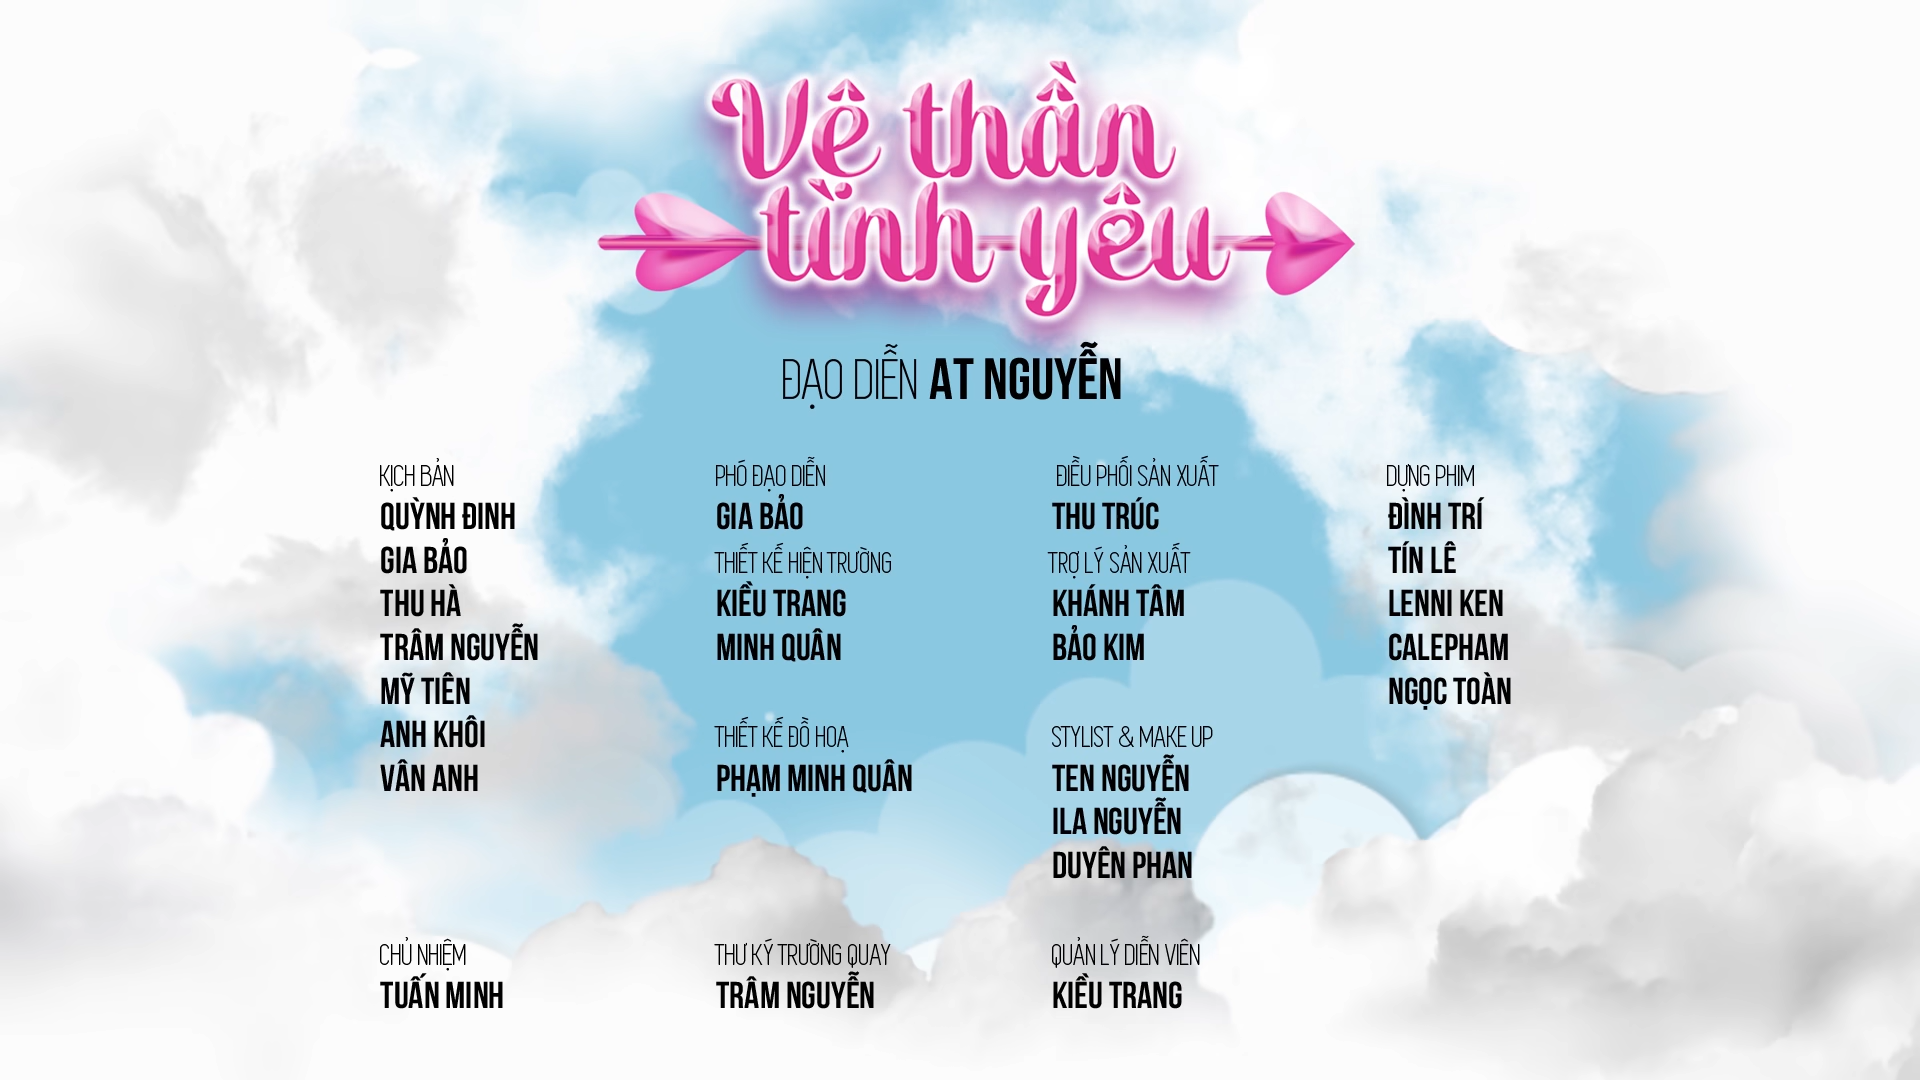 Vệ thần
tình yêu
ĐẠO DIỄN AT NGUYỄN
KỊCH BẢN
QUỲNH ĐINH
GIA BẢO
THU HÀ
TRÂM NGUYỄN
MỸ TIÊN
ANH KHÔI
VÂN ANH
PHÓ ĐẠO DIỄN
GIA BẢO
THIẾT KẾ HIỆN TRƯỜNG
KIỀU TRANG
MINH QUÂN
THIẾT KẾ ĐỒ HOẠ
PHẠM MINH QUÂN
ĐIỀU PHỐI SẢN XUẤT
THU TRÚC
TRỢ LÝ SẢN XUẤT
KHÁNH TÂM
BẢO KIM
STYLIST & MAKE UP
TEN NGUYỄN
ILA NGUYỄN
DUYÊN PHAN
DỰNG PHIM
ĐÌNH TRÍ
TÍN LÊ
LENNI KEN
CALEPHAM
NGỌC TOÀN
CHỦ NHIỆM
TUẤN MINH
THƯ KÝ TRƯỜNG QUAY
TRÂM NGUYỄN
QUẢN LÝ DIỄN VIÊN
KIỀU TRANG